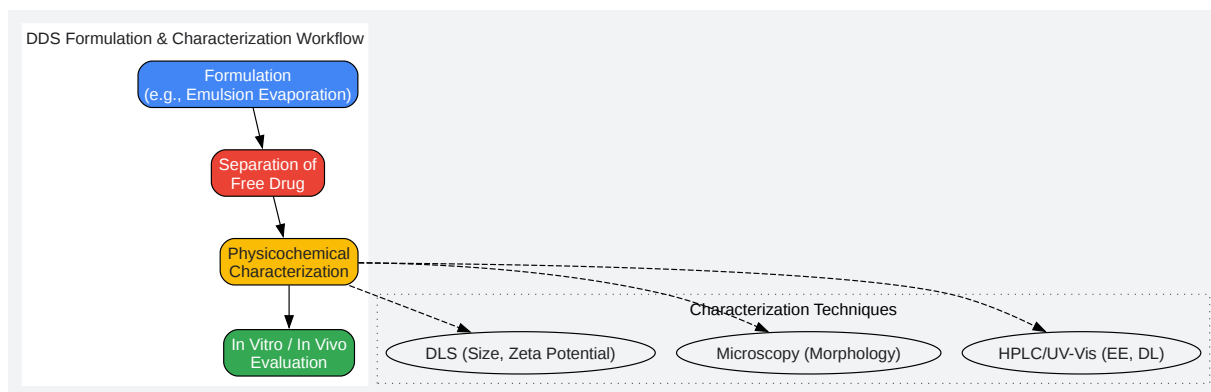 DDS Formulation & Characterization Workflow
Formulation
(e.g., Emulsion Evaporation)
Separation of
Free Drug
Physicochemical
Characterization
Characterization Techniques
In Vitro / In Vivo
Evaluation
DLS (Size, Zeta Potential)
Microscopy (Morphology)
HPLC/UV-Vis (EE, DL)